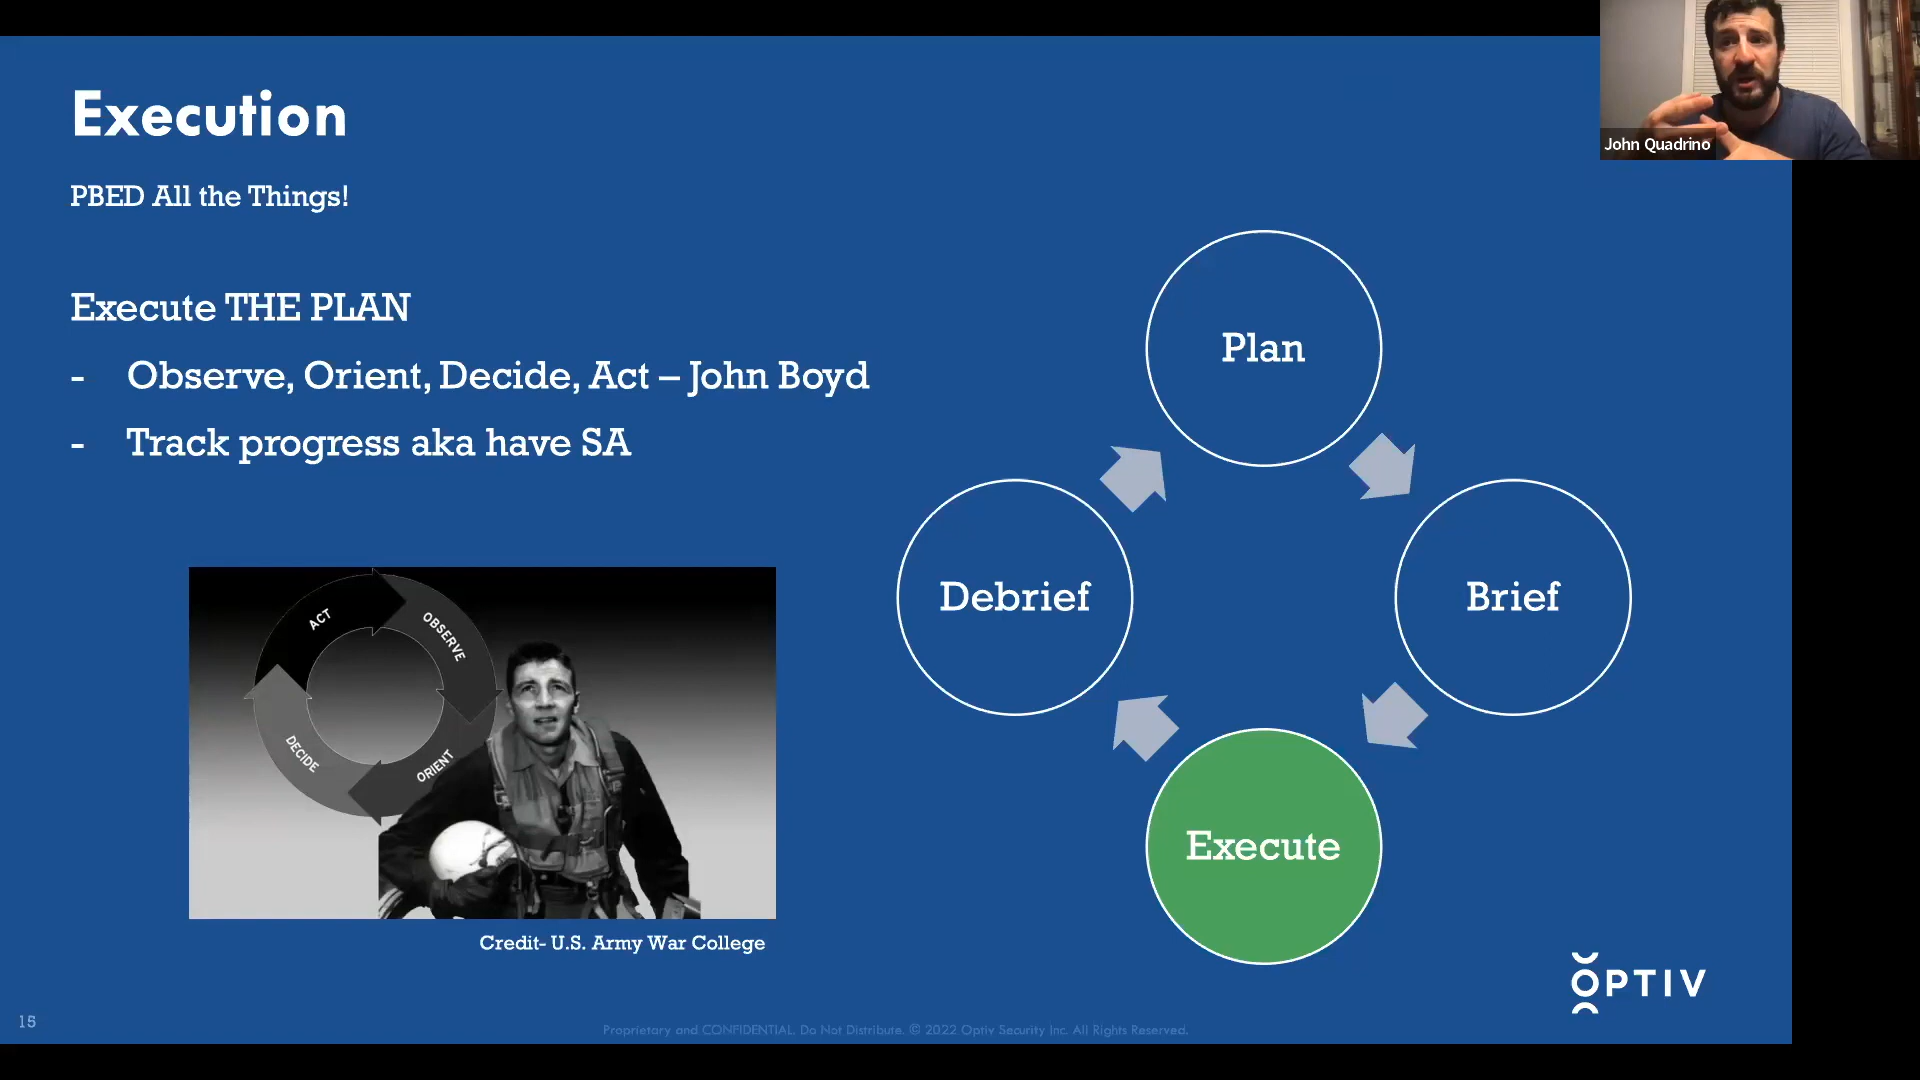 Execution
PBED All the Things!
Execute THE PLAN
- Observe, Orient, Decide, Act – John Boyd
- Track progress aka have SA
ACT
OBSERVE
DECIDE
ORIENT
Credit- U.S. Army War College
Plan
Debrief
Brief
Execute
John Quadrino
OPTIV
15
Proprietary and CONFIDENTIAL. Do Not Distribute. © 2022 Optiv Security Inc. All Rights Reserved.